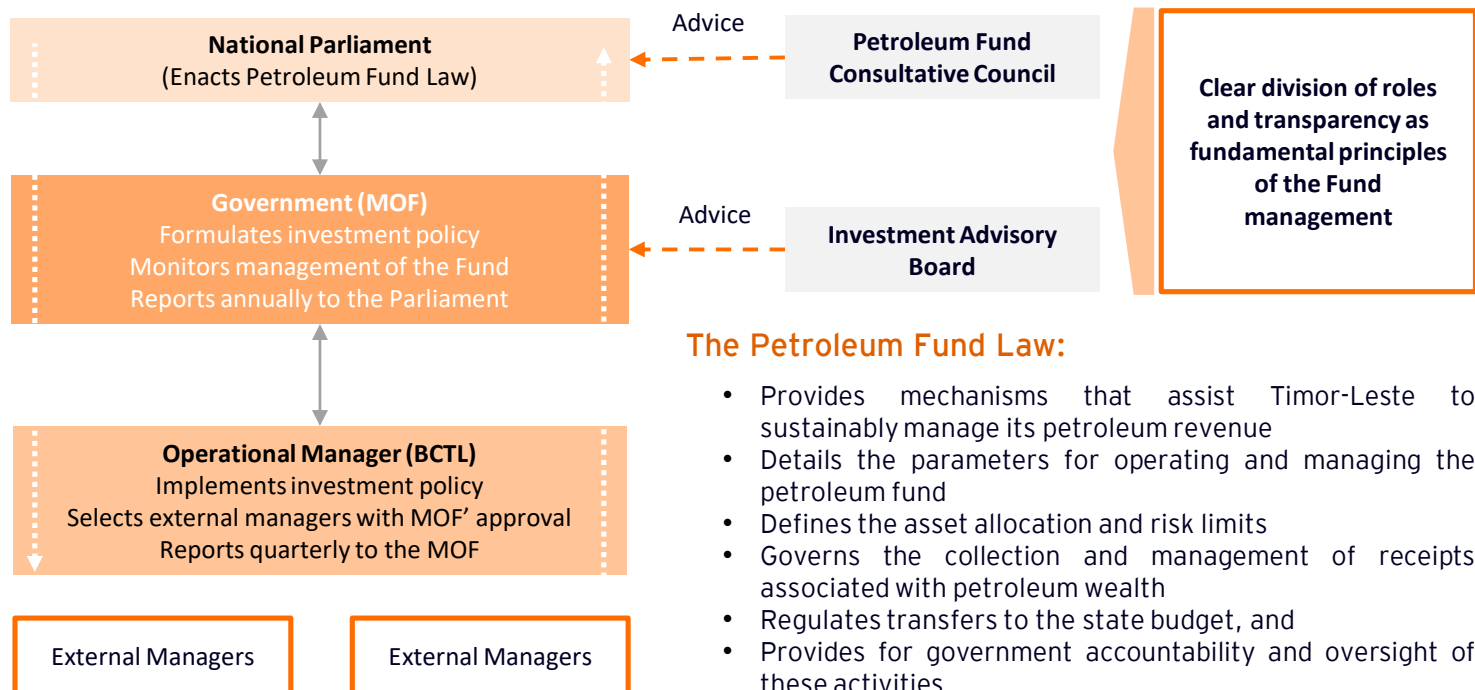 National Parliament
(Enacts Petroleum Fund Law)
Advice
Petroleum Fund
Consultative Council
Clear division of roles
and transparency as
fundamental principles
of the Fund
management
Government (MOF)
Formulates investment policy
Monitors management of the Fund
Reports annually to the Parliament
Advice
Investment Advisory
Board
Operational Manager (BCTL)
Implements investment policy
Selects external managers with MOF’ approval
Reports quarterly to the MOF
External Managers
External Managers
The Petroleum Fund Law:
• Provides mechanisms that assist Timor-Leste to
sustainably manage its petroleum revenue
• Details the parameters for operating and managing the
petroleum fund
• Defines the asset allocation and risk limits
• Governs the collection and management of receipts
associated with petroleum wealth
• Regulates transfers to the state budget, and
• Provides for government accountability and oversight of
these activities